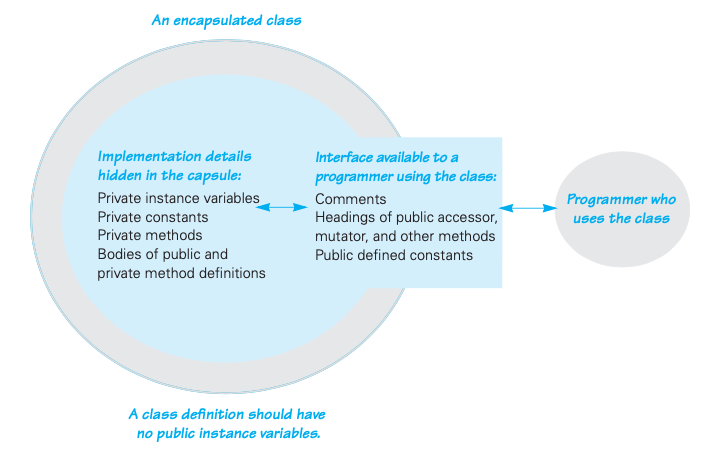 An encapsulated class
Implementation details
hidden in the capsule:
Private instance variables
Private constants
Private methods
Bodies of public and
private method definitions
Interface available to a
programmer using the class:
Comments
Headings of public accessor,
mutator, and other methods
Public defined constants
Programmer who
uses the class
A class definition should have
no public instance variables.